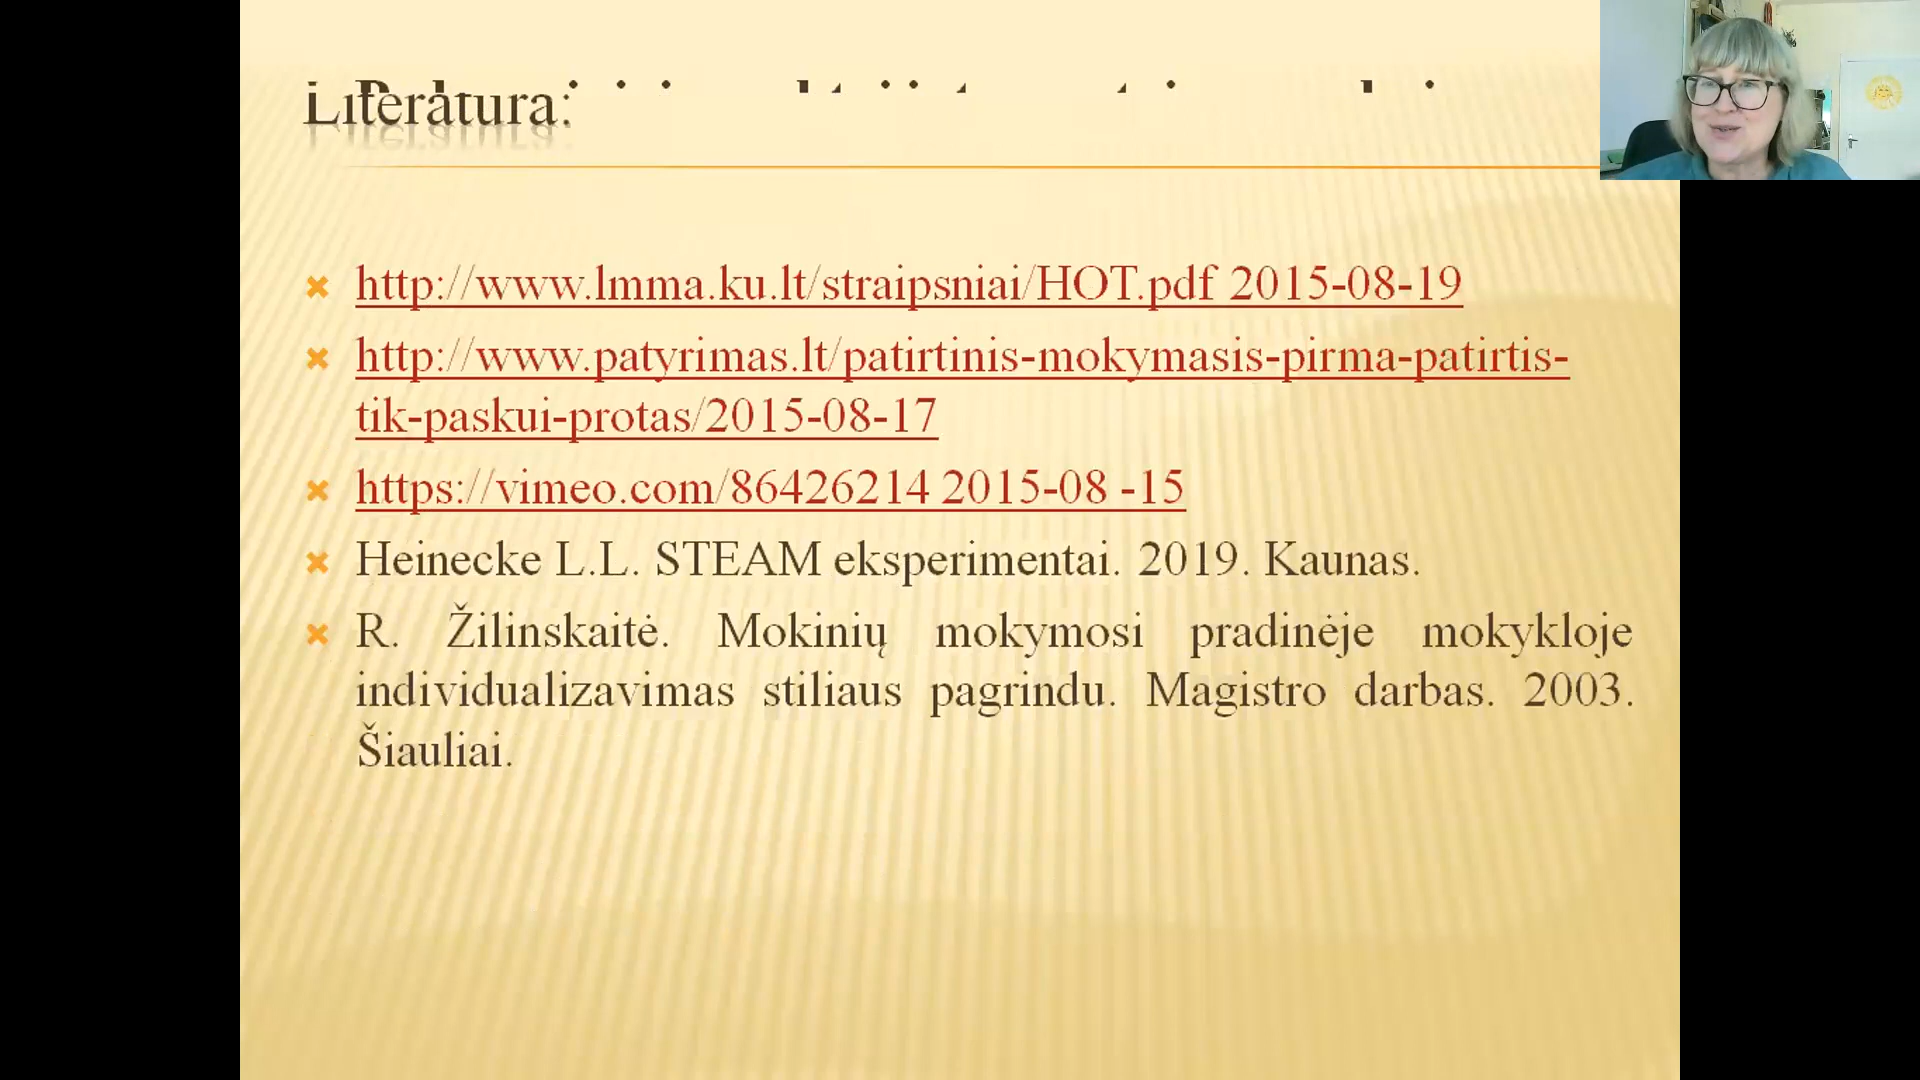 Literatura:
http://www.lmma.ku.lt/straipsniai/HOT.pdf 2015-08-19
http://www.patyrimas.lt/patirtinis-mokymasis-pirma-patirtis-
tik-paskui-protas/2015-08-17
https://vimeo.com/86426214 2015-08 -15
Heinecke L.L. STEAM eksperimentai. 2019. Kaunas.
R. Žilinskaitė. Mokinių mokymosi pradinėje mokykloje
individualizavimas stiliaus pagrindu. Magistro darbas. 2003.
Šiauliai.